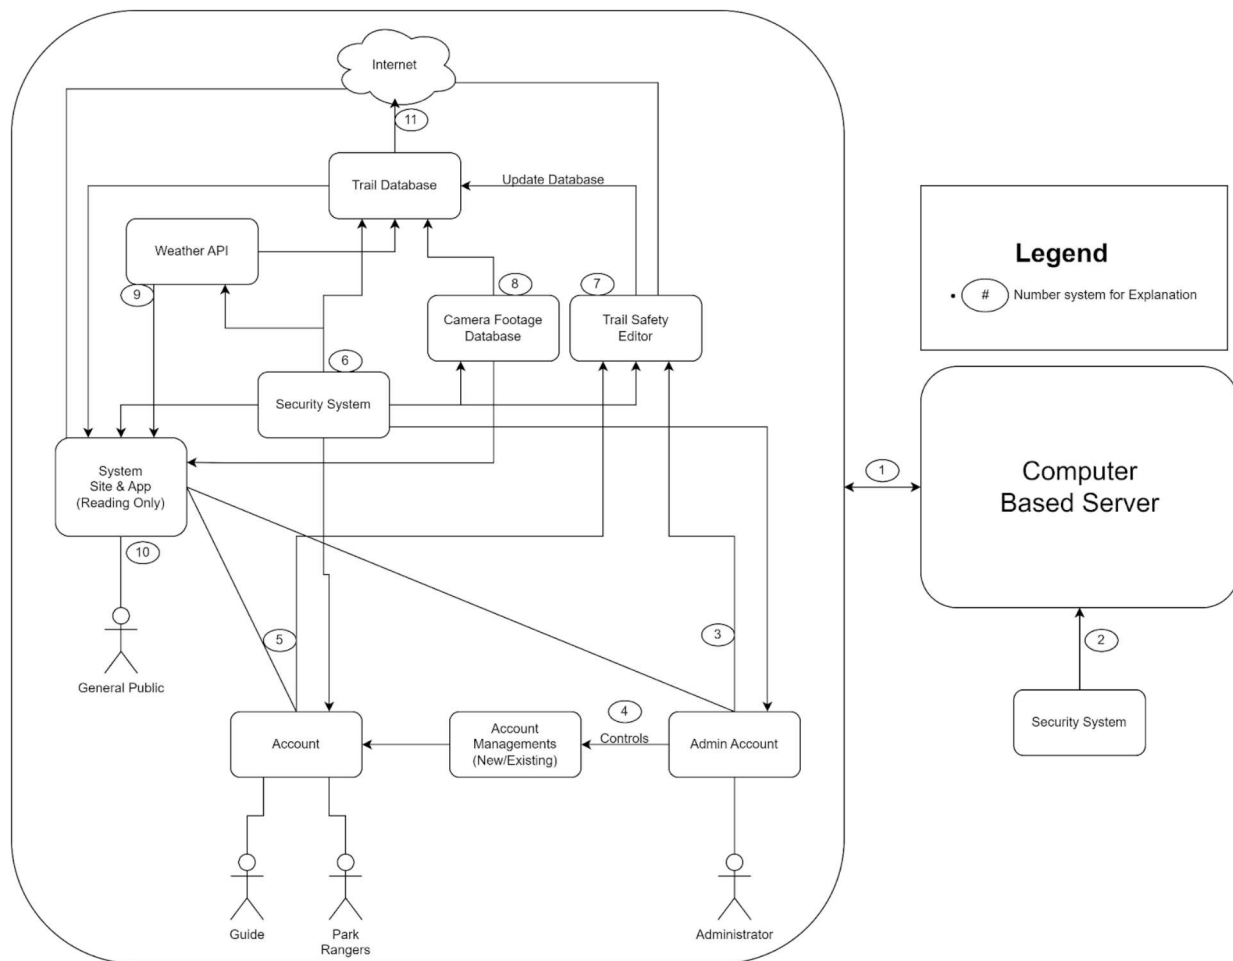 Internet
11
Trail Database
Update Database
Weather API
9
8
7
Camera Footage
Database
Trail Safety
Editor
6
Security System
System
Site & App
(Reading Only)
10
General Public
5
3
4
Controls
Account
Account
Managements
(New/Existing)
Admin Account
Guide
Park
Rangers
Administrator
Legend
• # Number system for Explanation
1
Computer
Based Server
2
Security System